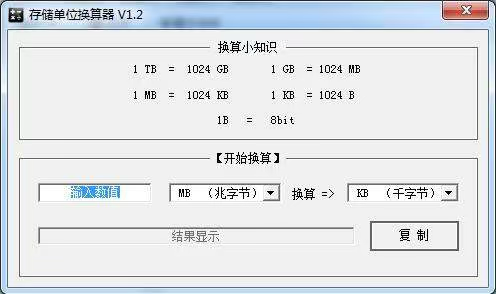 存储单位换算器 V1.2
换算小知识
1 TB = 1024 GB 1 GB = 1024 MB
1 MB = 1024 KB 1 KB = 1024 B
1B = 8bit
【开始换算】
输入数值 MB （兆字节） 换算 => KB （千字节）
结果显示 复 制